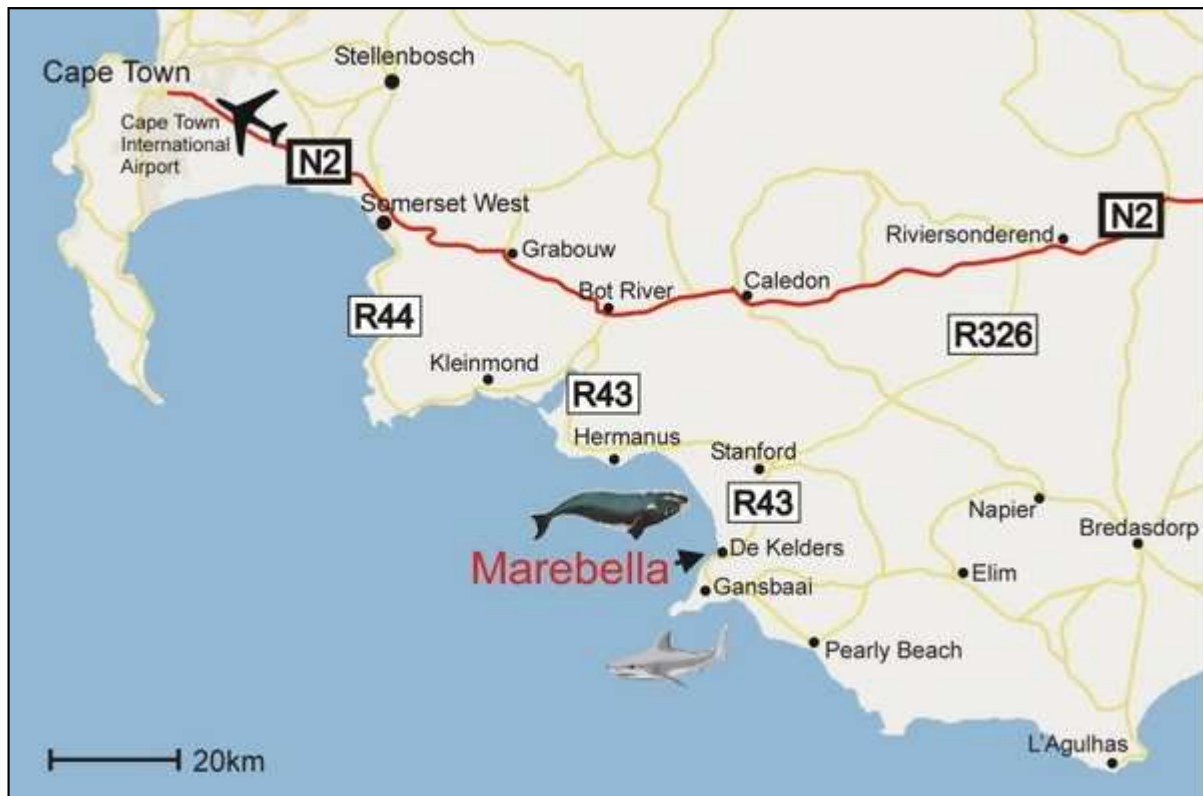 Stellenbosch
Cape Town
Cape Town
International
Airport
N2
Somerset West
N2
Riviersonderend
Grabouw
Caledon
Bot River
R44
R326
Kleinmond
R43
Hermanus
Stanford
R43
Napier
Bredasdorp
De Kelders
Marebella
Elim
Gansbaai
Pearly Beach
L'Agulhas
20km